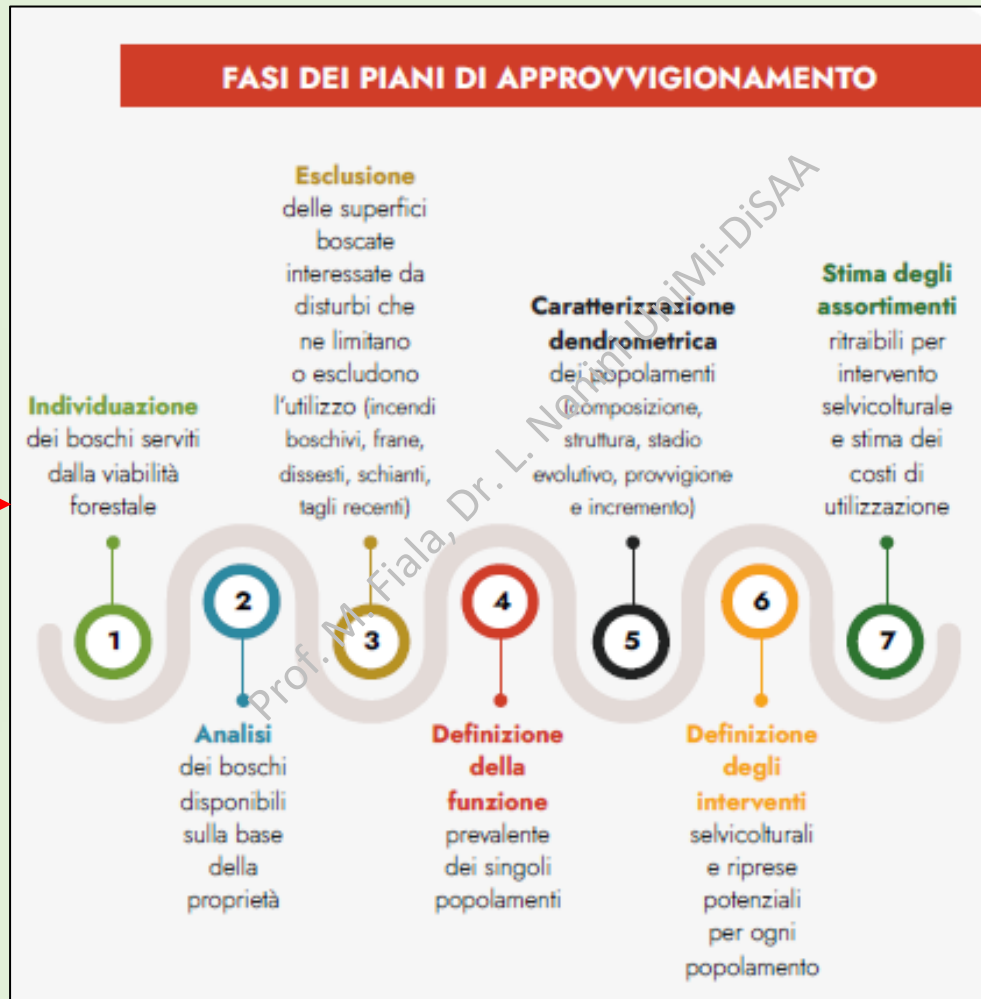 FASI DEI PIANI DI APPROVVIGIONAMENTO
Individuazione
dei boschi serviti
dalla viabilità
forestale
1
2
Analisi
dei boschi
disponibili
sulla base
della
proprietà
Esclusione
delle superfici
boscate
interessate da
disturbi che
ne limitano
o escludono
l'utilizzo (incendi
boschivi, frane,
dissesti, schianti,
tagli recenti)
3
4
Definizione
della
funzione
prevalente
dei singoli
popolamenti
Caratterizzazione
dendrometrica
dei popolamenti
(composizione,
struttura, stadio
evolutivo, provvigione
e incremento)
5
6
Definizione
degli
interventi
selvicolturali
e riprese
potenziali
per ogni
popolamento
Stima degli
assortimenti
ritraibili per
intervento
selvicolturale
e stima dei
costi di
utilizzazione
7
Prof. M. Fiala, Dr. L. Nonini UniMi-DiSAA